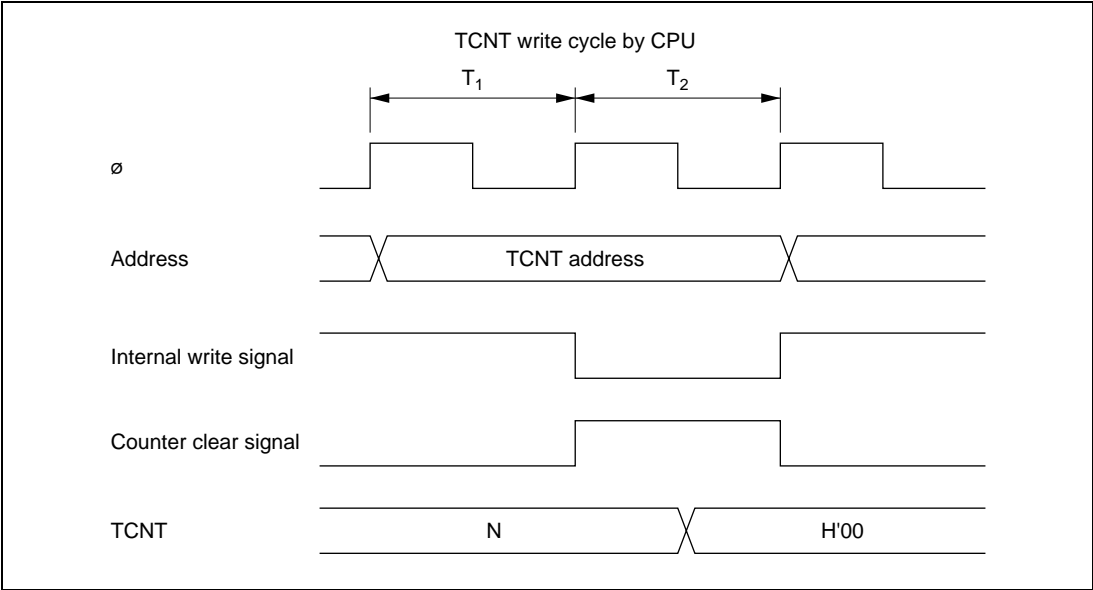 TCNT write cycle by CPU
T1 T2
ø
Address TCNT address
Internal write signal
Counter clear signal
TCNT N H'00